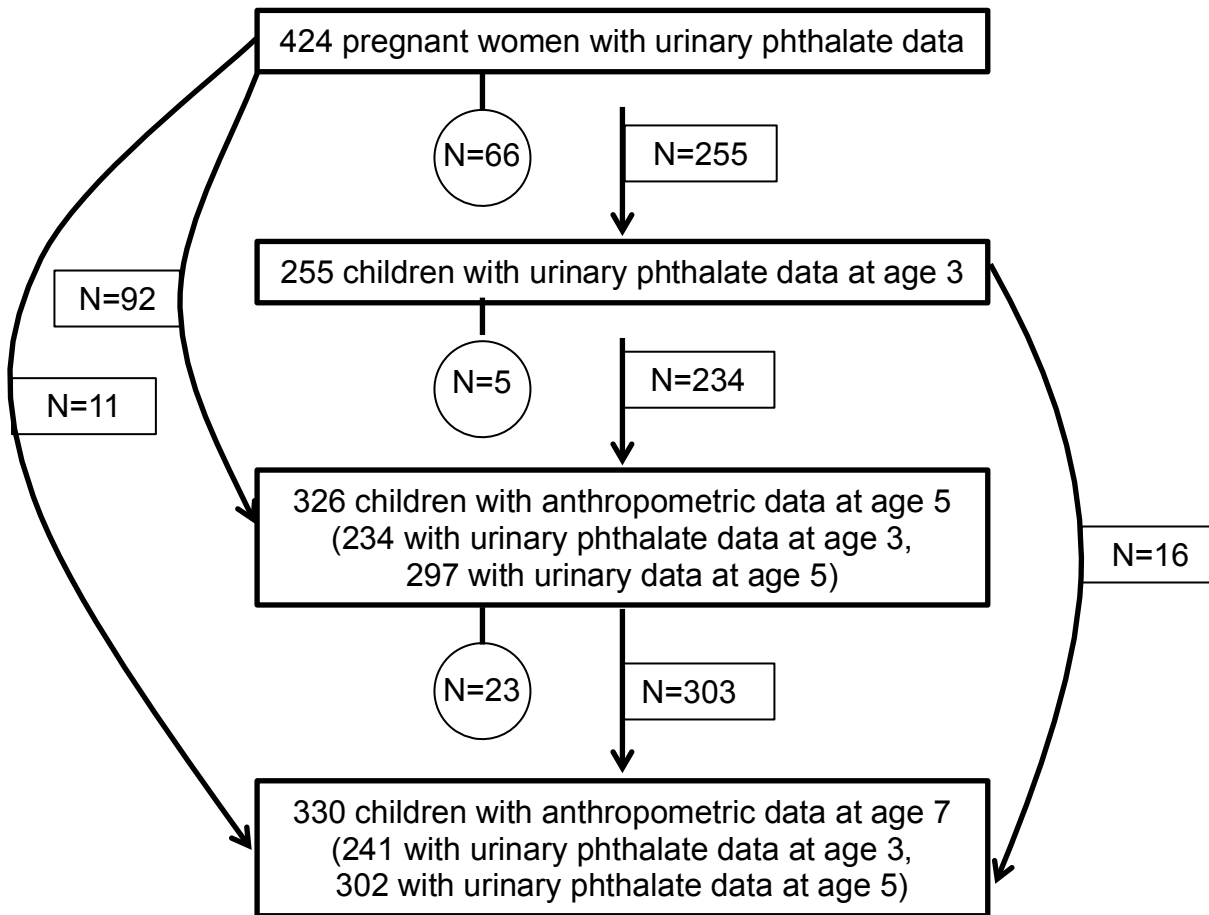 424 pregnant women with urinary phthalate data
N=66
N=255
255 children with urinary phthalate data at age 3
N=92
N=5
N=234
N=11
326 children with anthropometric data at age 5
(234 with urinary phthalate data at age 3,
297 with urinary data at age 5)
N=16
N=23
N=303
330 children with anthropometric data at age 7
(241 with urinary phthalate data at age 3,
302 with urinary phthalate data at age 5)